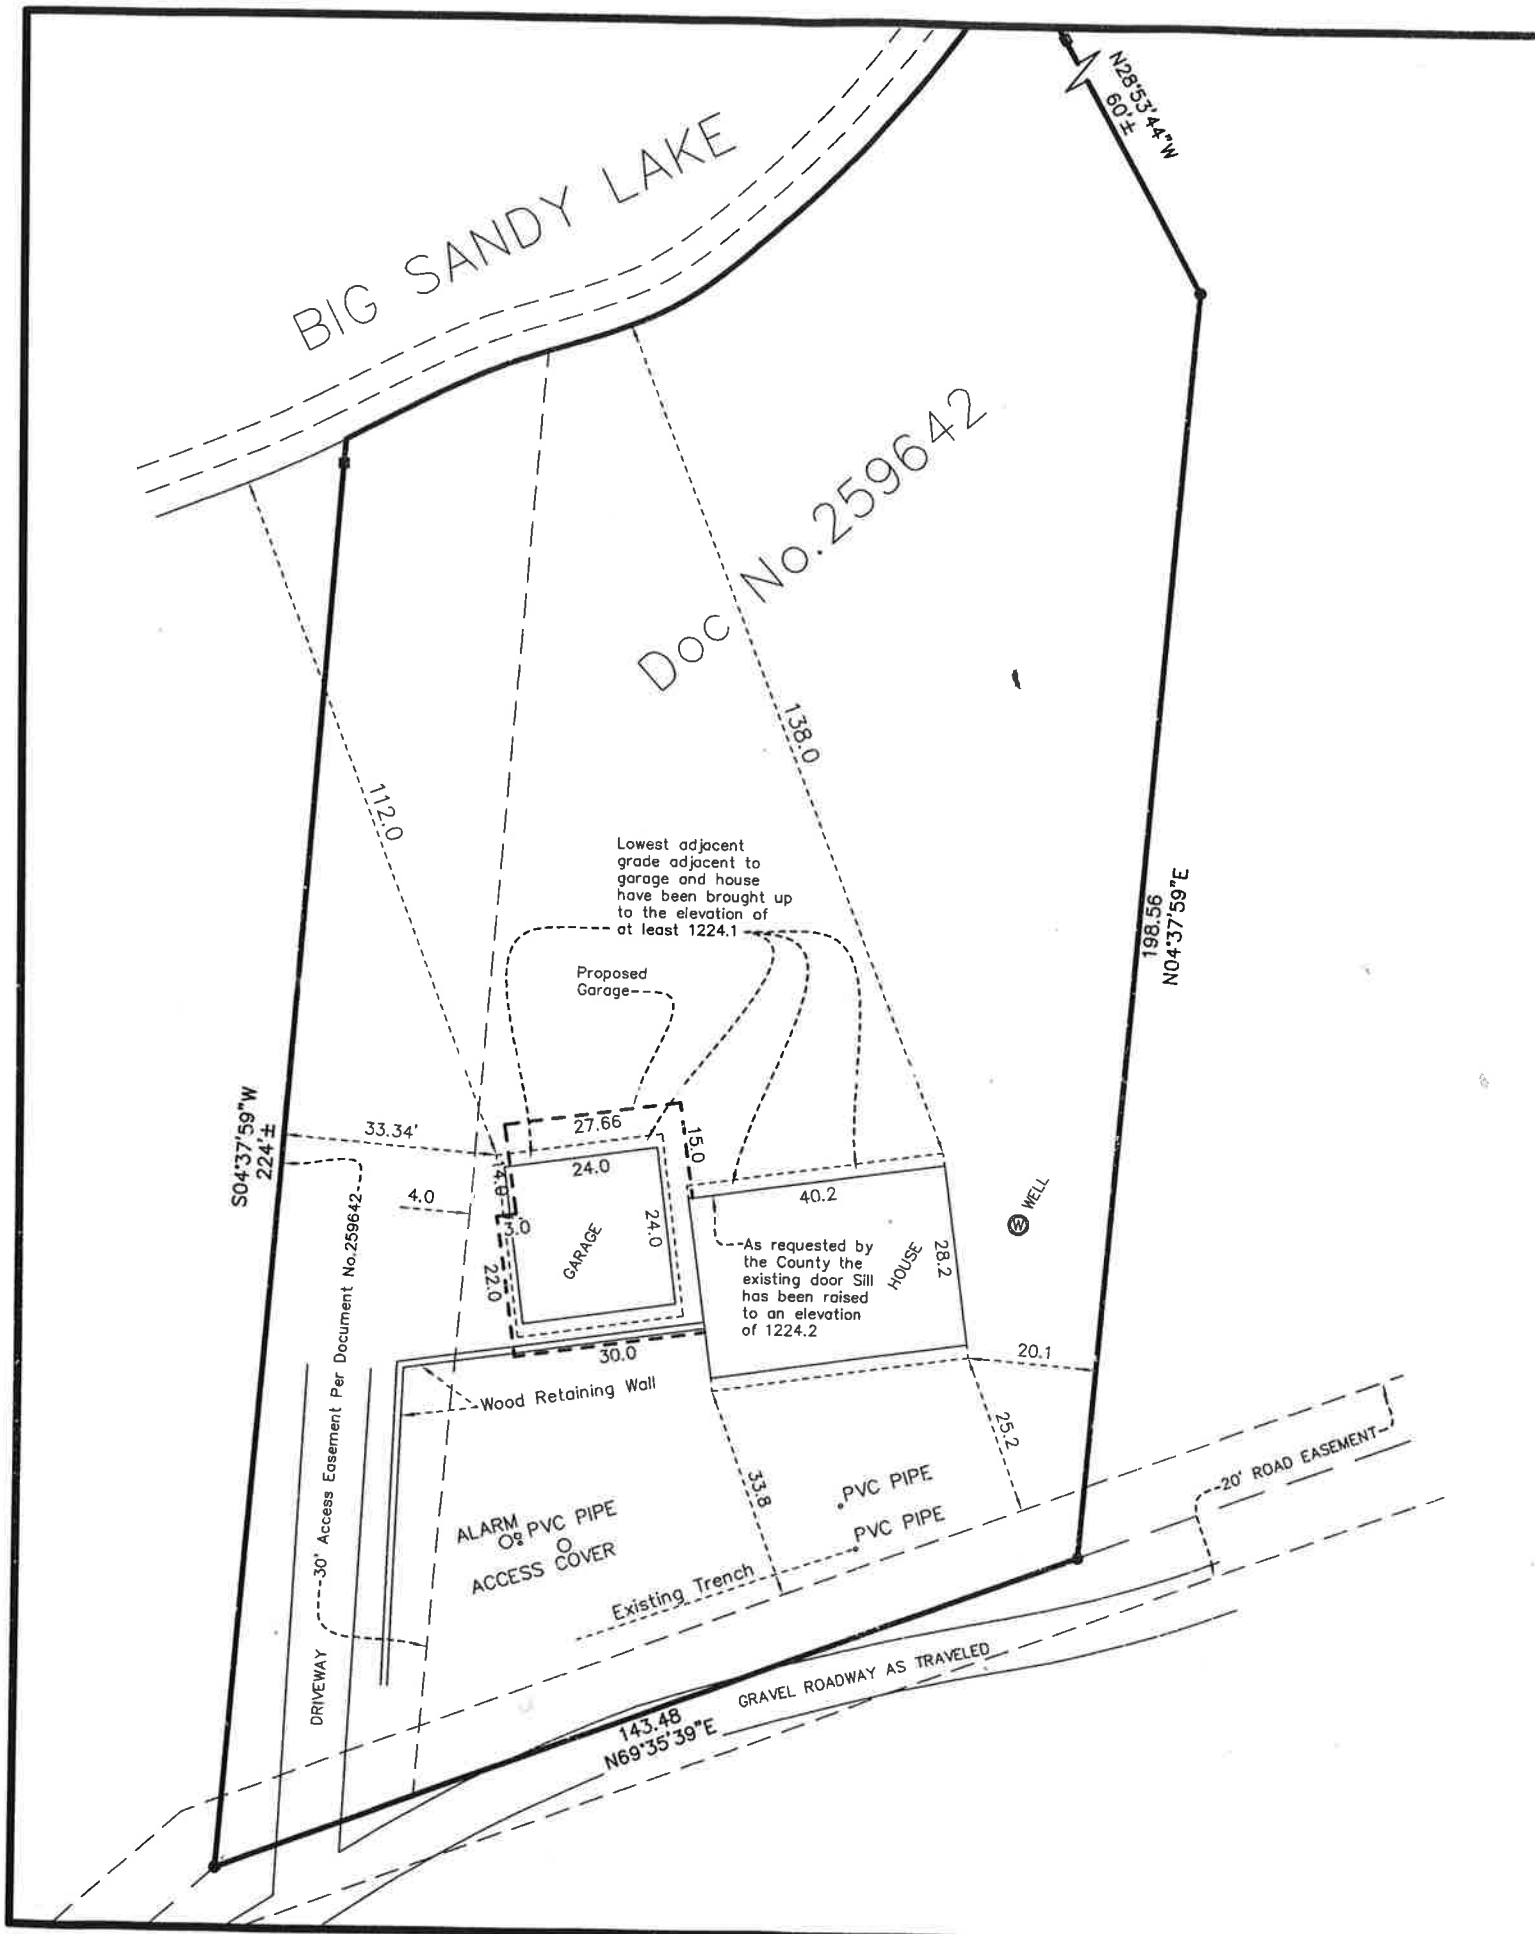 N28°53'44"W
60'±
BIG SANDY LAKE
Doc No.259642
138.0
112.0
Lowest adjacent
grade adjacent to
garage and house
have been brought up
to the elevation of
at least 1224.1
Proposed
Garage
198.56
N04°37'59"E
S04°37'59"W
224'±
33.34'
27.66
15.0
24.0
14.0
4.0
3.0
24.0
GARAGE
22.0
40.2
As requested by
the County the
existing door Sill
has been raised
to an elevation
of 1224.2
HOUSE
28.2
W WELL
30.0
20.1
Wood Retaining Wall
30' Access Easement Per Document No.259642
25.2
33.8
20' ROAD EASEMENT
PVC PIPE
PVC PIPE
ALARM
PVC PIPE
ACCESS COVER
Existing Trench
DRIVEWAY
GRAVEL ROADWAY AS TRAVELED
143.48
N69°35'39"E